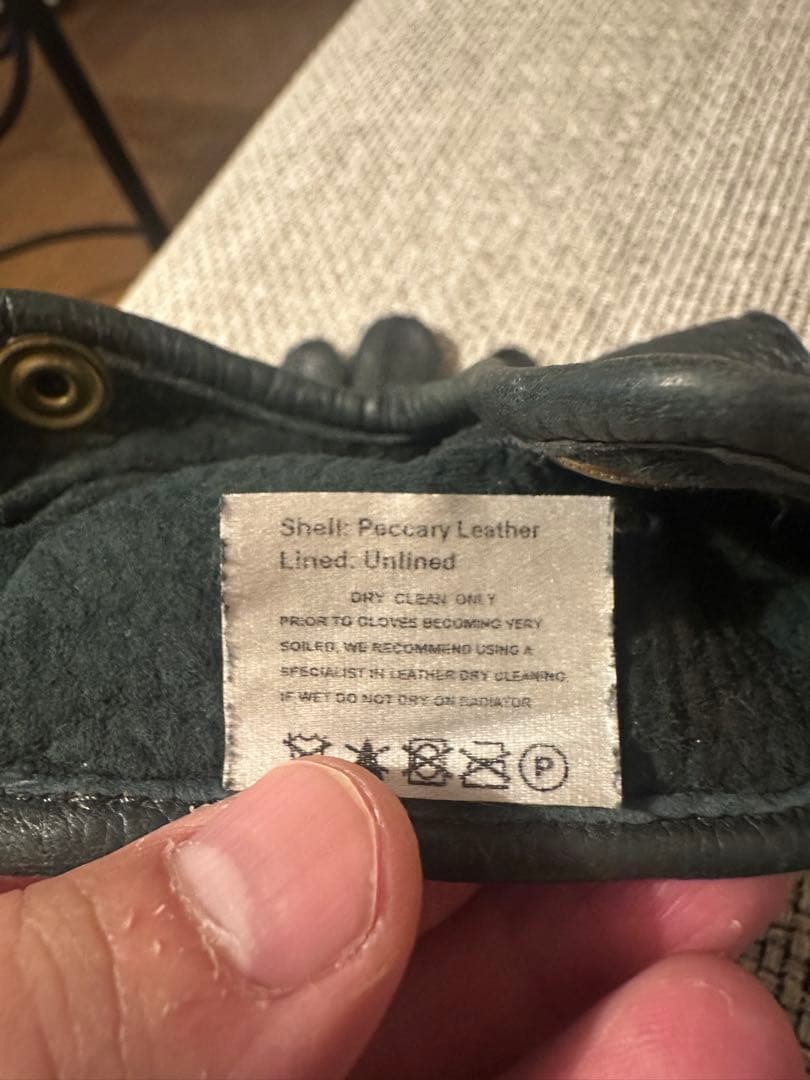 Shell: Peccary Leather
Lined: Unlined
DRY CLEAN ONLY
PRIOR TO GLOVES BECOMING VERY
SOILED, WE RECOMMEND USING A
SPECIALIST IN LEATHER DRY CLEANING.
IF WET DO NOT DRY ON RADIATOR
P